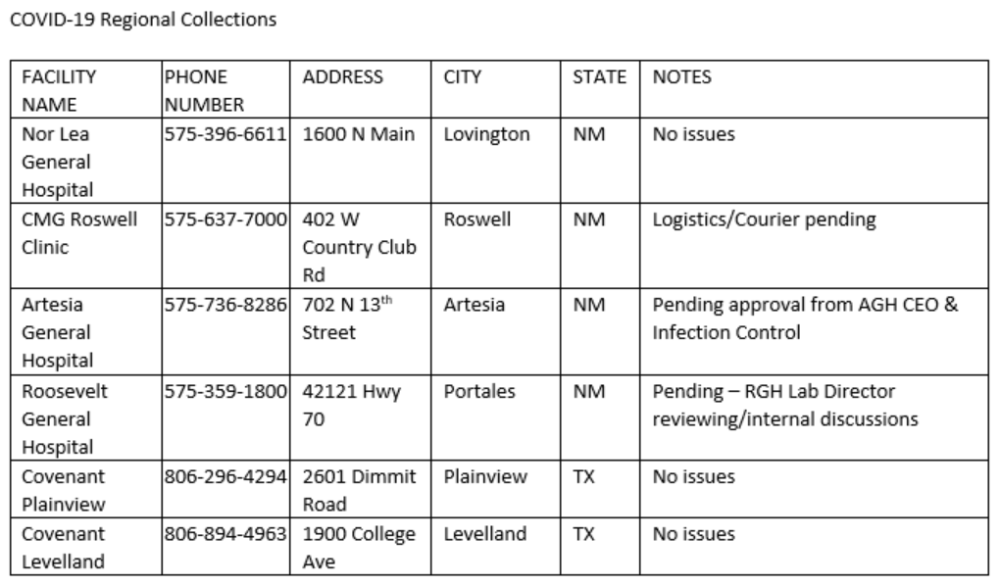 COVID-19 Regional Collections
FACILITY NAME	PHONE NUMBER	ADDRESS	CITY	STATE	NOTES
Nor Lea General Hospital	575-396-6611	1600 N Main	Lovington	NM	No issues
CMG Roswell Clinic	575-637-7000	402 W Country Club Rd	Roswell	NM	Logistics/Courier pending
Artesia General Hospital	575-736-8286	702 N 13th Street	Artesia	NM	Pending approval from AGH CEO & Infection Control
Roosevelt General Hospital	575-359-1800	42121 Hwy 70	Portales	NM	Pending – RGH Lab Director reviewing/internal discussions
Covenant Plainview	806-296-4294	2601 Dimmit Road	Plainview	TX	No issues
Covenant Levelland	806-894-4963	1900 College Ave	Levelland	TX	No issues